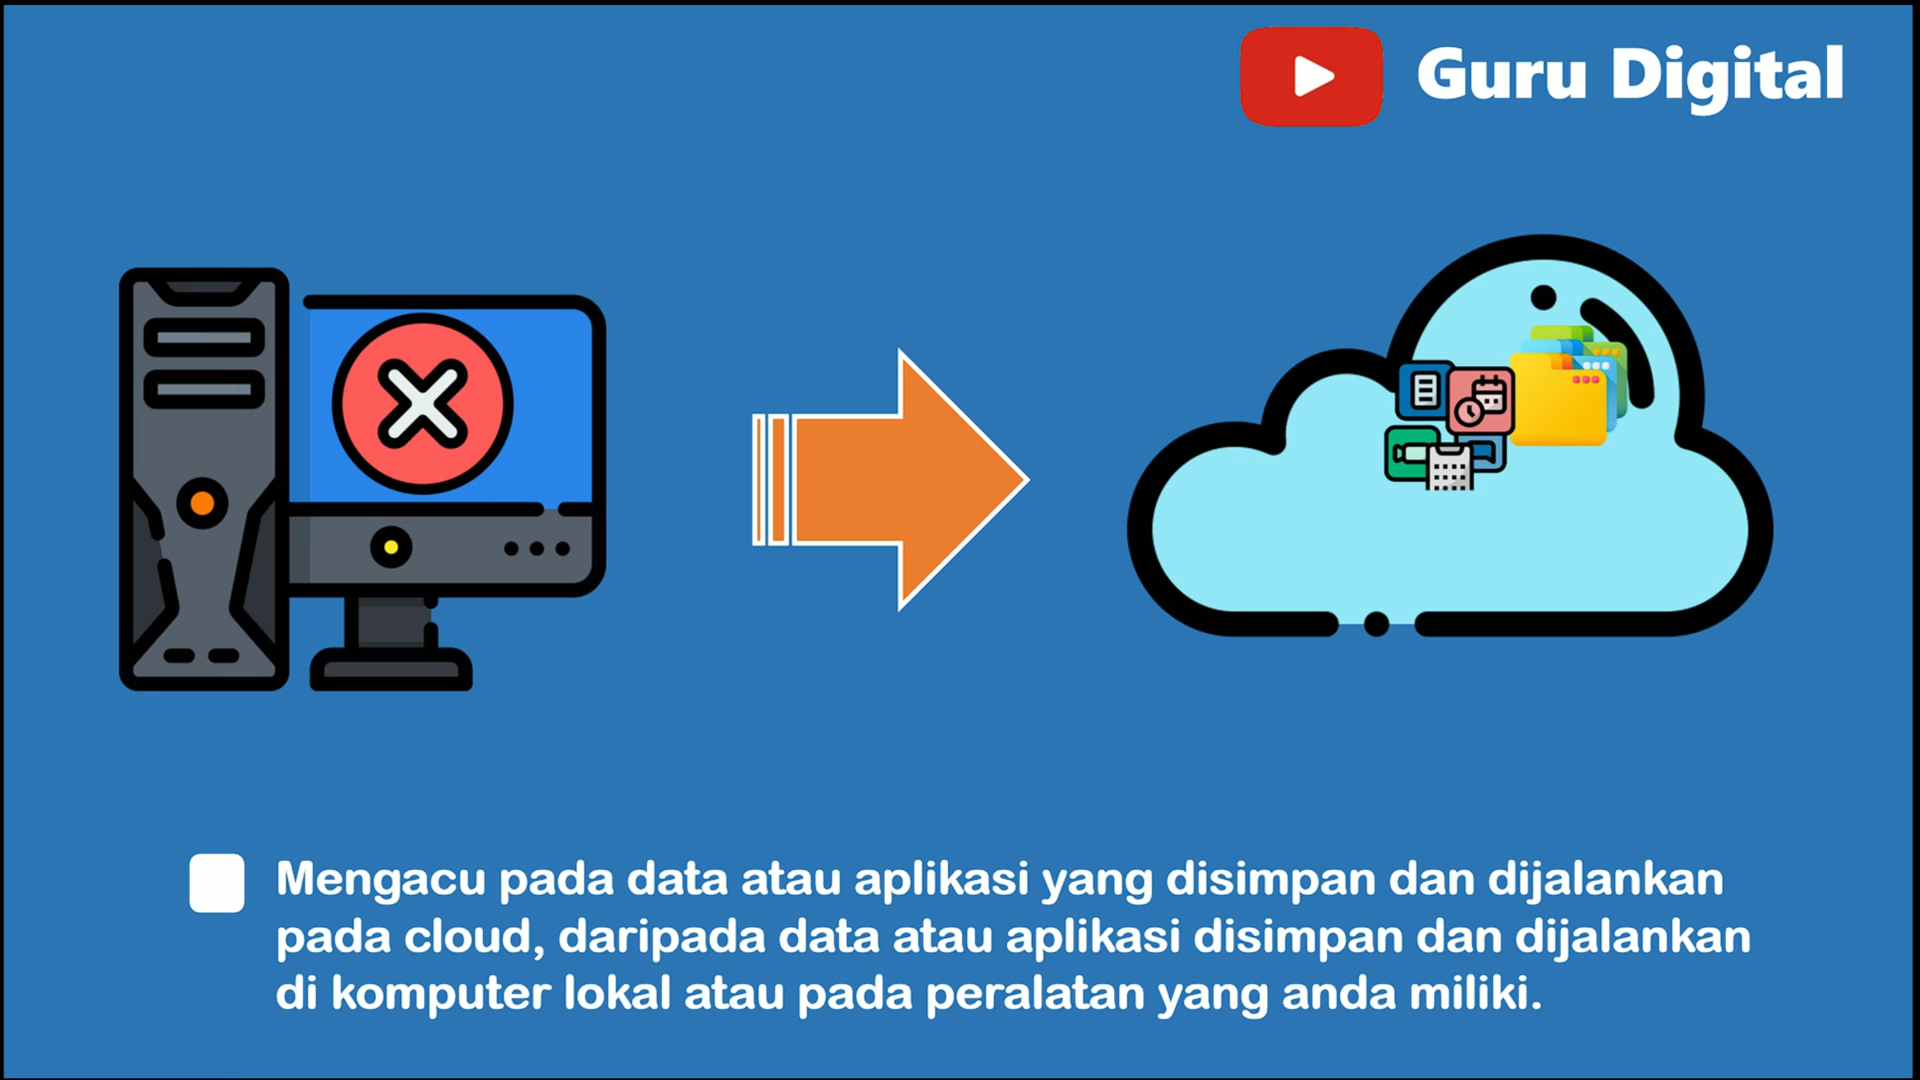 Guru Digital
Mengacu pada data atau aplikasi yang disimpan dan dijalankan
pada cloud, daripada data atau aplikasi disimpan dan dijalankan
di komputer lokal atau pada peralatan yang anda miliki.